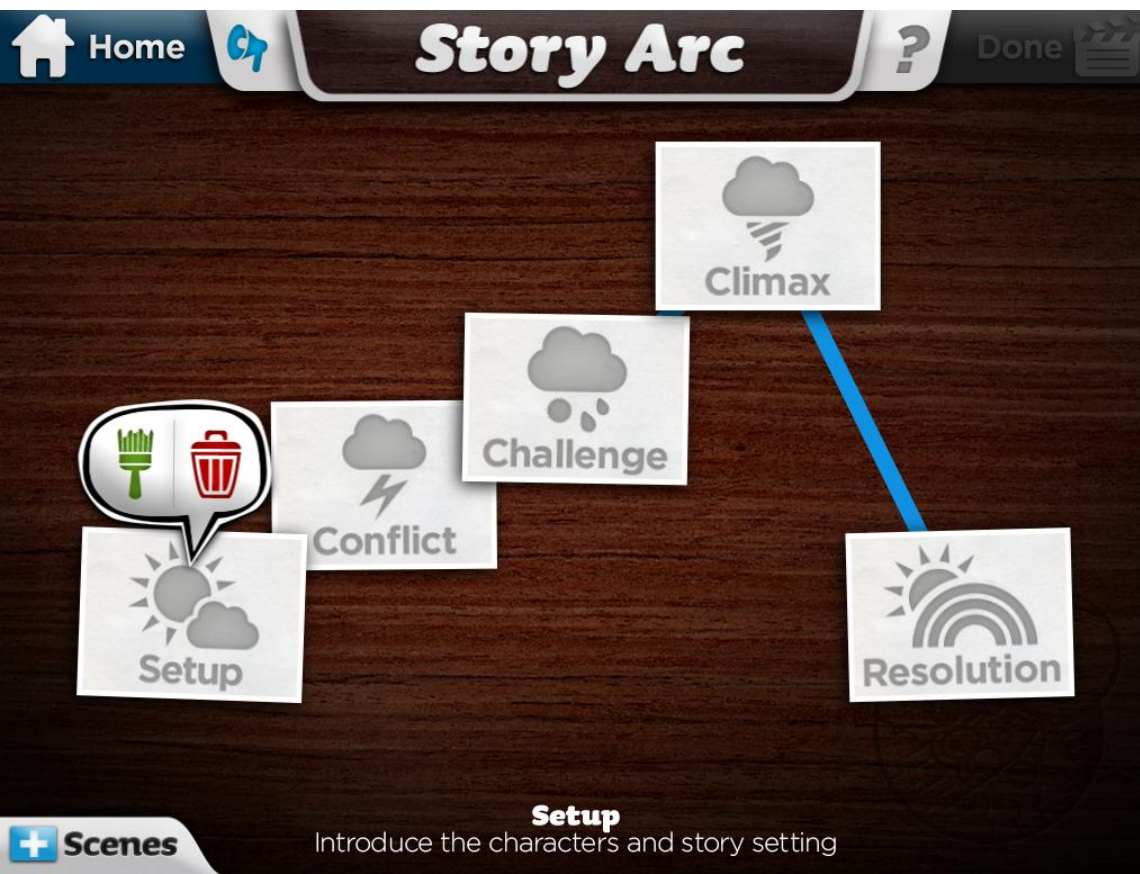 Home
Story Arc
?
Done
Climax
Challenge
Conflict
Setup
Resolution
Setup
Introduce the characters and story setting
Scenes